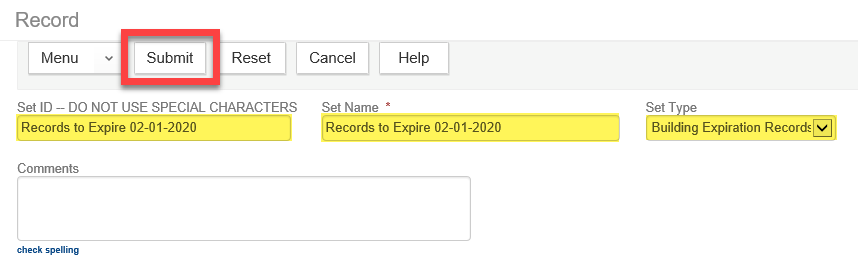 Record
Menu Submit Reset Cancel Help
Set ID -- DO NOT USE SPECIAL CHARACTERS Set Name * Set Type
Records to Expire 02-01-2020 Records to Expire 02-01-2020 Building Expiration Records
Comments
check spelling